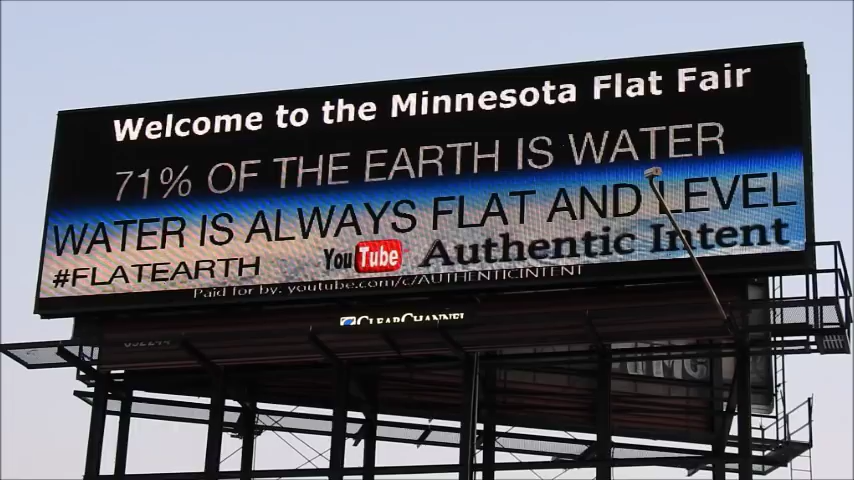 Welcome to the Minnesota Flat Fair
71% OF THE EARTH IS WATER
WATER IS ALWAYS FLAT AND LEVEL
#FLATEARTH YouTube Authentic Intent
Paid for by: youtube.com/c/AUTHENTICINTENT
CLEARCHANNEL